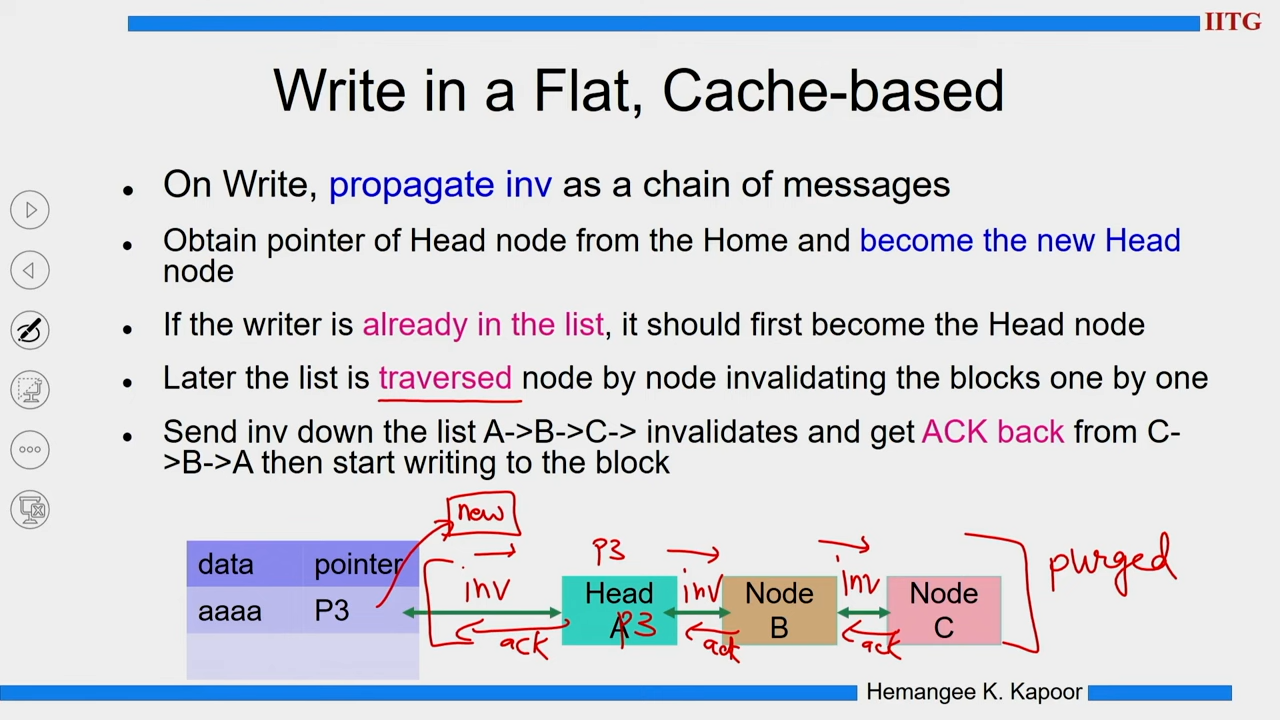 IITG
Write in a Flat, Cache-based
• On Write, propagate inv as a chain of messages
• Obtain pointer of Head node from the Home and become the new Head
node
• If the writer is already in the list, it should first become the Head node
• Later the list is traversed node by node invalidating the blocks one by one
• Send inv down the list A->B->C-> invalidates and get ACK back from C-
>B->A then start writing to the block
new
data pointer
aaaa P3
inv
ack
P3
Head
A P3
inv
ack
Node
B
inv
ack
Node
C
purged
Hemangee K. Kapoor